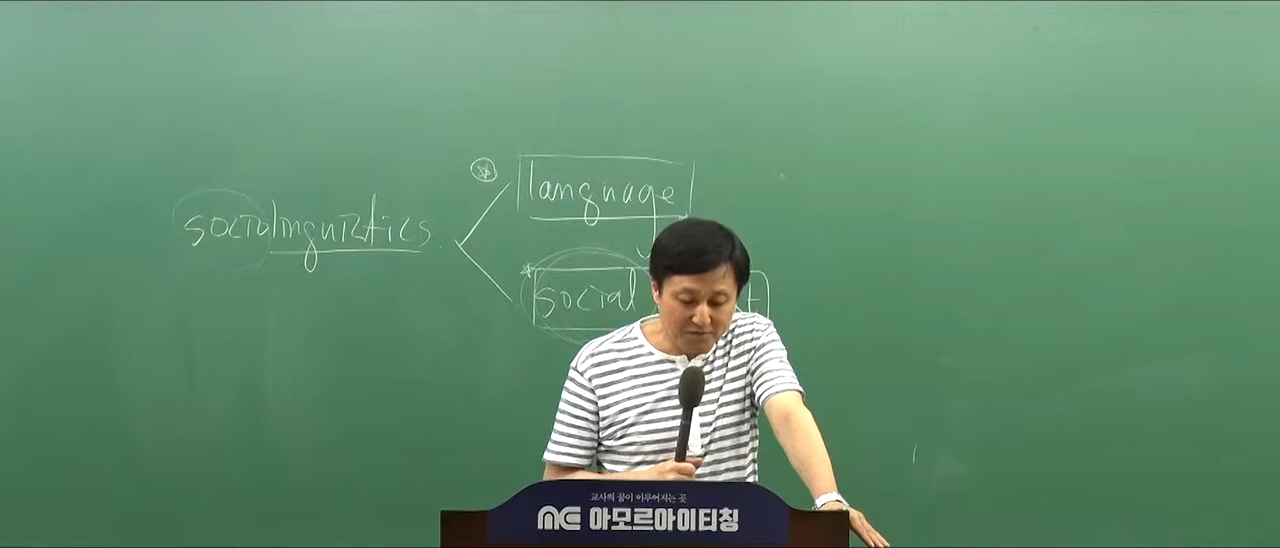 language
sociolinguistics
social
교사의 꿈이 이루어지는 곳
아모르아이티칭